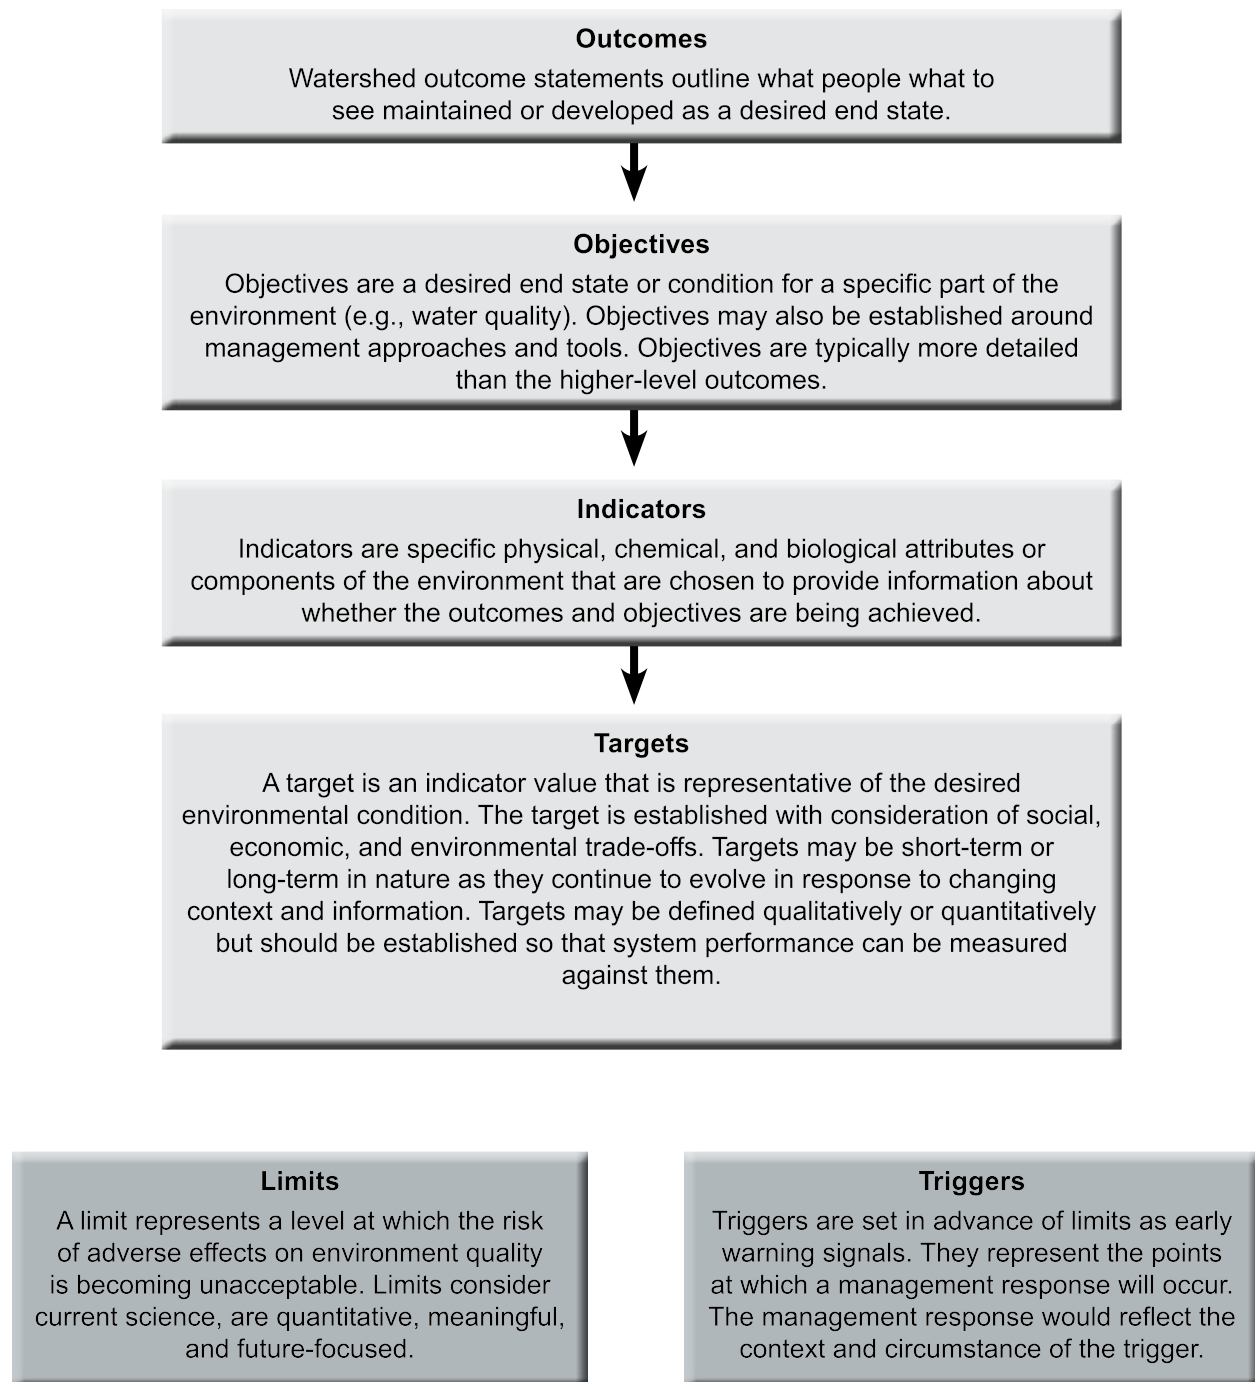 Outcomes
Watershed outcome statements outline what people what to
see maintained or developed as a desired end state.
Objectives
Objectives are a desired end state or condition for a specific part of the
environment (e.g., water quality). Objectives may also be established around
management approaches and tools. Objectives are typically more detailed
than the higher-level outcomes.
Indicators
Indicators are specific physical, chemical, and biological attributes or
components of the environment that are chosen to provide information about
whether the outcomes and objectives are being achieved.
Targets
A target is an indicator value that is representative of the desired
environmental condition. The target is established with consideration of social,
economic, and environmental trade-offs. Targets may be short-term or
long-term in nature as they continue to evolve in response to changing
context and information. Targets may be defined qualitatively or quantitatively
but should be established so that system performance can be measured
against them.
Limits
A limit represents a level at which the risk
of adverse effects on environment quality
is becoming unacceptable. Limits consider
current science, are quantitative, meaningful,
and future-focused.
Triggers
Triggers are set in advance of limits as early
warning signals. They represent the points
at which a management response will occur.
The management response would reflect the
context and circumstance of the trigger.